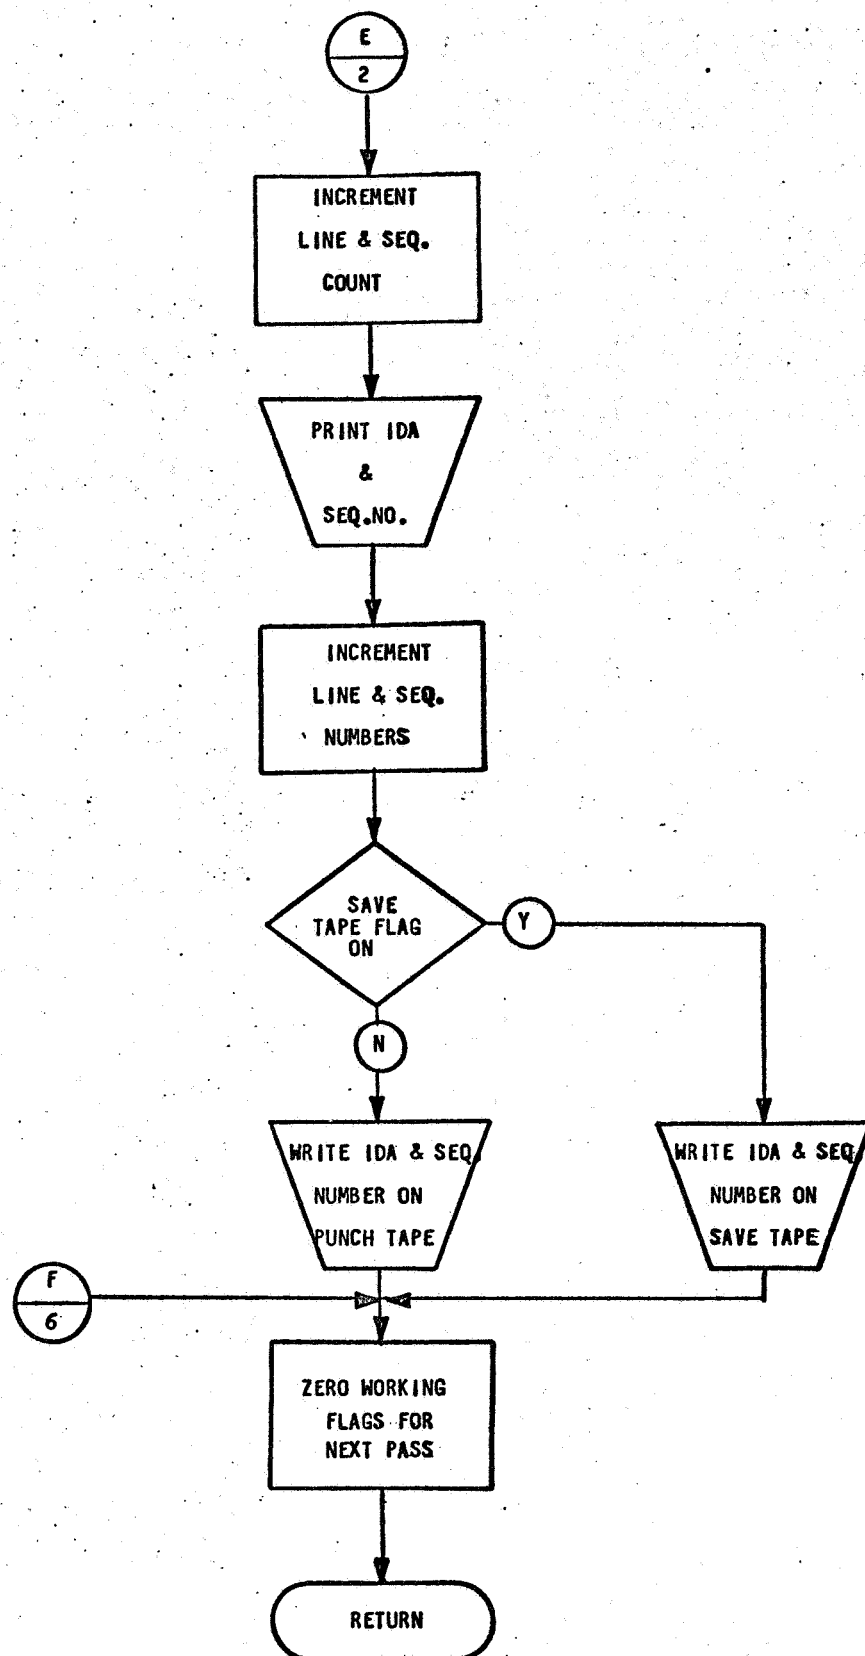 E
2
INCREMENT
LINE & SEQ.
COUNT
PRINT IDA
&
SEQ.NO.
INCREMENT
LINE & SEQ.
NUMBERS
SAVE
TAPE FLAG
ON
Y
N
WRITE IDA & SEQ.
NUMBER ON
PUNCH TAPE
WRITE IDA & SEQ
NUMBER ON
SAVE TAPE
F
6
ZERO WORKING
FLAGS FOR
NEXT PASS
RETURN